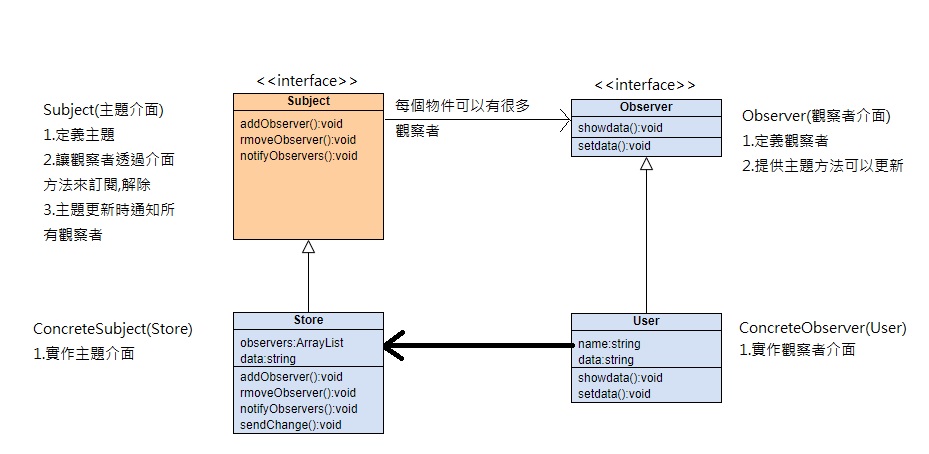 <<interface>>
Subject
addObserver():void
rmoveObserver():void
notifyObservers():void
Subject(主題介面)
1.定義主題
2.讓觀察者透過介面
方法來訂閱,解除
3.主題更新時通知所
有觀察者
每個物件可以有很多
觀察者
<<interface>>
Observer
showdata():void
setdata():void
Observer(觀察者介面)
1.定義觀察者
2.提供主題方法可以更新
ConcreteSubject(Store)
1.實作主題介面
Store
observers:ArrayList
data:string
addObserver():void
rmoveObserver():void
notifyObservers():void
sendChange():void
User
name:string
data:string
showdata():void
setdata():void
ConcreteObserver(User)
1.實作觀察者介面